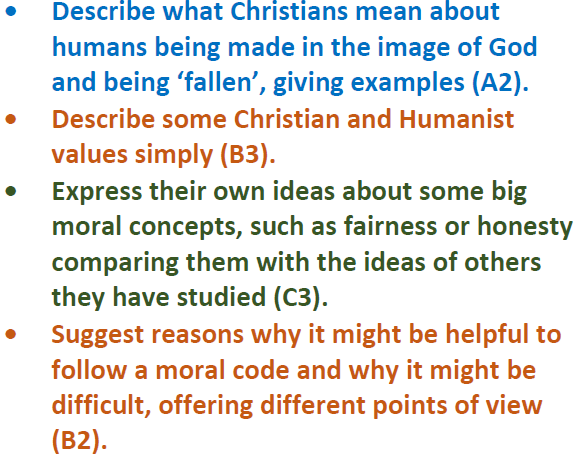 • Describe what Christians mean about
humans being made in the image of God
and being ‘fallen’, giving examples (A2).
• Describe some Christian and Humanist
values simply (B3).
• Express their own ideas about some big
moral concepts, such as fairness or honesty
comparing them with the ideas of others
they have studied (C3).
• Suggest reasons why it might be helpful to
follow a moral code and why it might be
difficult, offering different points of view
(B2).